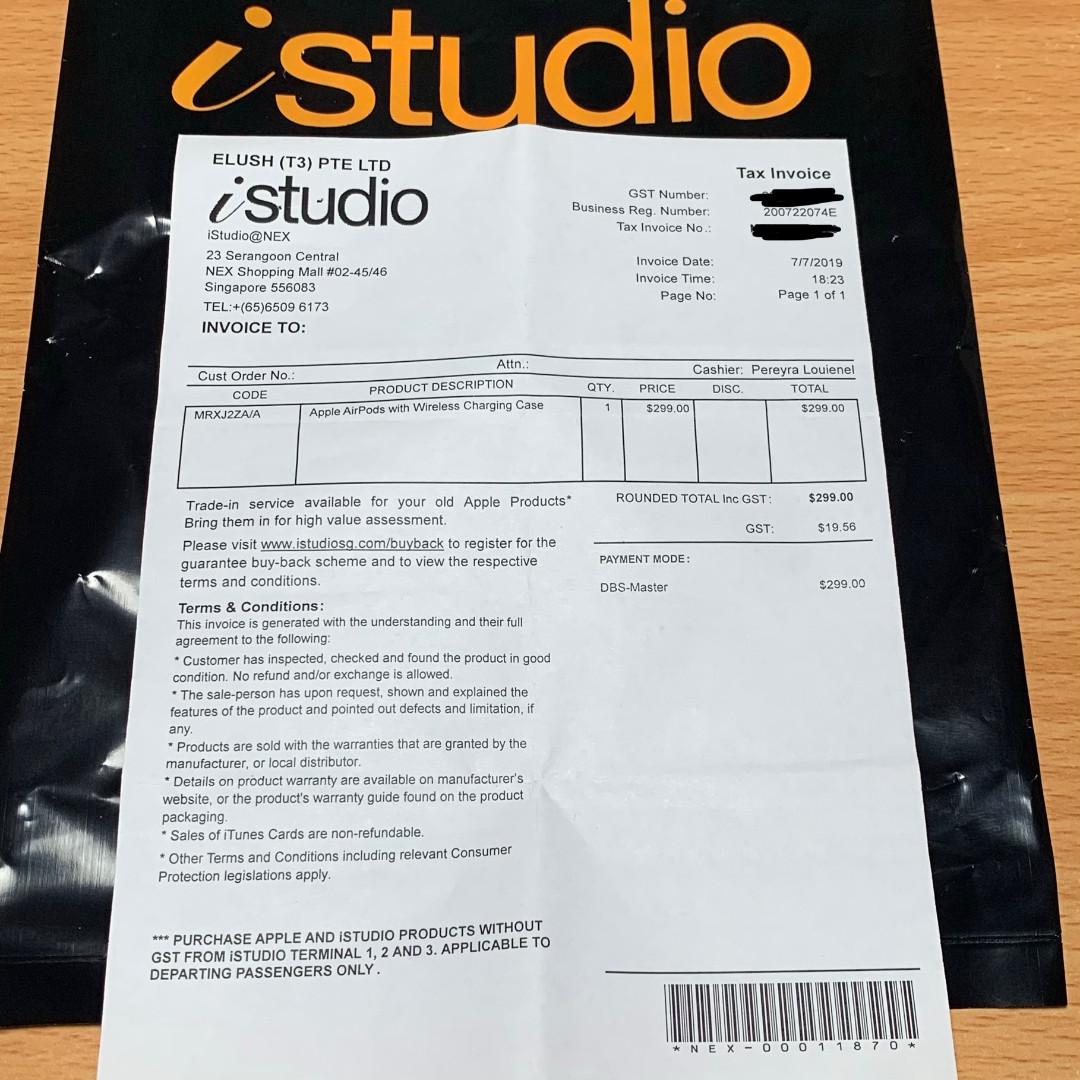 istudio
ELUSH (T3) PTE LTD
istudio
iStudio@NEX
23 Serangoon Central
NEX Shopping Mall #02-45/46
Singapore 556083
TEL:+(65)6509 6173
INVOICE TO:
Tax Invoice
GST Number:
Business Reg. Number: 200722074E
Tax Invoice No.:
Invoice Date: 7/7/2019
Invoice Time: 18:23
Page No: Page 1 of 1
Cust Order No.: Attn.: Cashier: Pereyra Louienel
CODE PRODUCT DESCRIPTION QTY. PRICE DISC. TOTAL
MRXJ2ZA/A Apple AirPods with Wireless Charging Case 1 $299.00 $299.00
Trade-in service available for your old Apple Products*
Bring them in for high value assessment.
Please visit www.istudiosg.com/buyback to register for the
guarantee buy-back scheme and to view the respective
terms and conditions.
ROUNDED TOTAL Inc GST: $299.00
GST: $19.56
PAYMENT MODE:
DBS-Master $299.00
Terms & Conditions:
This invoice is generated with the understanding and their full
agreement to the following:
* Customer has inspected, checked and found the product in good
condition. No refund and/or exchange is allowed.
* The sale-person has upon request, shown and explained the
features of the product and pointed out defects and limitation, if
any.
* Products are sold with the warranties that are granted by the
manufacturer, or local distributor.
* Details on product warranty are available on manufacturer's
website, or the product's warranty guide found on the product
packaging.
* Sales of iTunes Cards are non-refundable.
* Other Terms and Conditions including relevant Consumer
Protection legislations apply.
*** PURCHASE APPLE AND iSTUDIO PRODUCTS WITHOUT
GST FROM iSTUDIO TERMINAL 1, 2 AND 3. APPLICABLE TO
DEPARTING PASSENGERS ONLY.
*NEX-00011870*